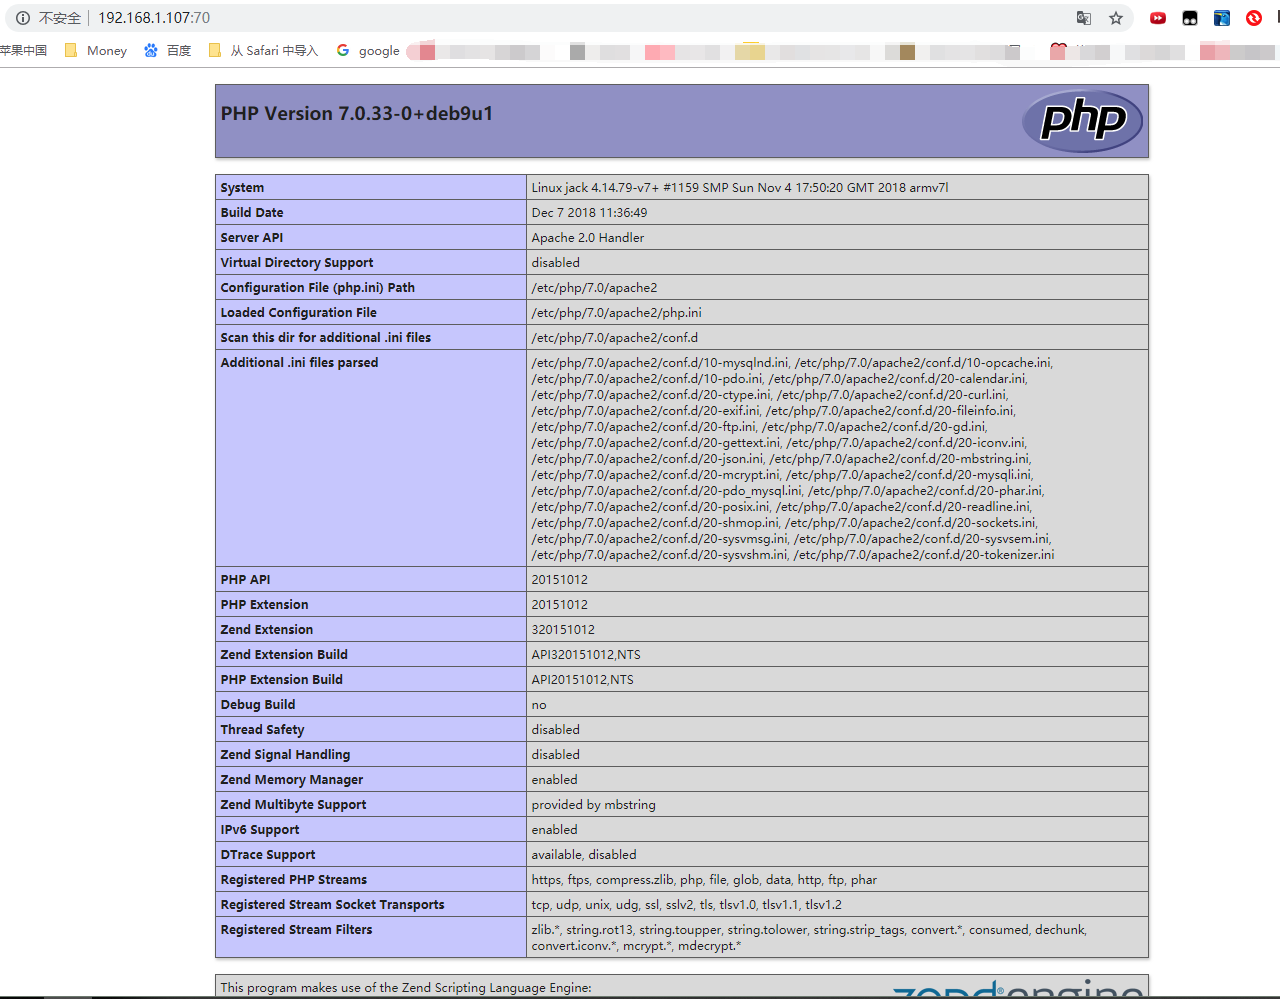 不安全 192.168.1.107:70
苹果中国 Money 百度 从 Safari 中导入 google
PHP Version 7.0.33-0+deb9u1
php
System Linux jack 4.14.79-v7+ #1159 SMP Sun Nov 4 17:50:20 GMT 2018 armv7l
Build Date Dec 7 2018 11:36:49
Server API Apache 2.0 Handler
Virtual Directory Support disabled
Configuration File (php.ini) Path /etc/php/7.0/apache2
Loaded Configuration File /etc/php/7.0/apache2/php.ini
Scan this dir for additional .ini files /etc/php/7.0/apache2/conf.d
Additional .ini files parsed /etc/php/7.0/apache2/conf.d/10-mysqlnd.ini, /etc/php/7.0/apache2/conf.d/10-opcache.ini,
/etc/php/7.0/apache2/conf.d/10-pdo.ini, /etc/php/7.0/apache2/conf.d/20-calendar.ini,
/etc/php/7.0/apache2/conf.d/20-ctype.ini, /etc/php/7.0/apache2/conf.d/20-curl.ini,
/etc/php/7.0/apache2/conf.d/20-exif.ini, /etc/php/7.0/apache2/conf.d/20-fileinfo.ini,
/etc/php/7.0/apache2/conf.d/20-ftp.ini, /etc/php/7.0/apache2/conf.d/20-gd.ini,
/etc/php/7.0/apache2/conf.d/20-gettext.ini, /etc/php/7.0/apache2/conf.d/20-iconv.ini,
/etc/php/7.0/apache2/conf.d/20-json.ini, /etc/php/7.0/apache2/conf.d/20-mbstring.ini,
/etc/php/7.0/apache2/conf.d/20-mcrypt.ini, /etc/php/7.0/apache2/conf.d/20-mysqli.ini,
/etc/php/7.0/apache2/conf.d/20-pdo_mysql.ini, /etc/php/7.0/apache2/conf.d/20-phar.ini,
/etc/php/7.0/apache2/conf.d/20-posix.ini, /etc/php/7.0/apache2/conf.d/20-readline.ini,
/etc/php/7.0/apache2/conf.d/20-shmop.ini, /etc/php/7.0/apache2/conf.d/20-sockets.ini,
/etc/php/7.0/apache2/conf.d/20-sysvmsg.ini, /etc/php/7.0/apache2/conf.d/20-sysvsem.ini,
/etc/php/7.0/apache2/conf.d/20-sysvshm.ini, /etc/php/7.0/apache2/conf.d/20-tokenizer.ini
PHP API 20151012
PHP Extension 20151012
Zend Extension 320151012
Zend Extension Build API320151012,NTS
PHP Extension Build API20151012,NTS
Debug Build no
Thread Safety disabled
Zend Signal Handling disabled
Zend Memory Manager enabled
Zend Multibyte Support provided by mbstring
IPv6 Support enabled
DTrace Support available, disabled
Registered PHP Streams https, ftps, compress.zlib, php, file, glob, data, http, ftp, phar
Registered Stream Socket Transports tcp, udp, unix, udg, ssl, sslv2, tls, tlsv1.0, tlsv1.1, tlsv1.2
Registered Stream Filters zlib.*, string.rot13, string.toupper, string.tolower, string.strip_tags, convert.*, consumed, dechunk,
convert.iconv.*, mcrypt.*, mdecrypt.*
This program makes use of the Zend Scripting Language Engine: zend®engine